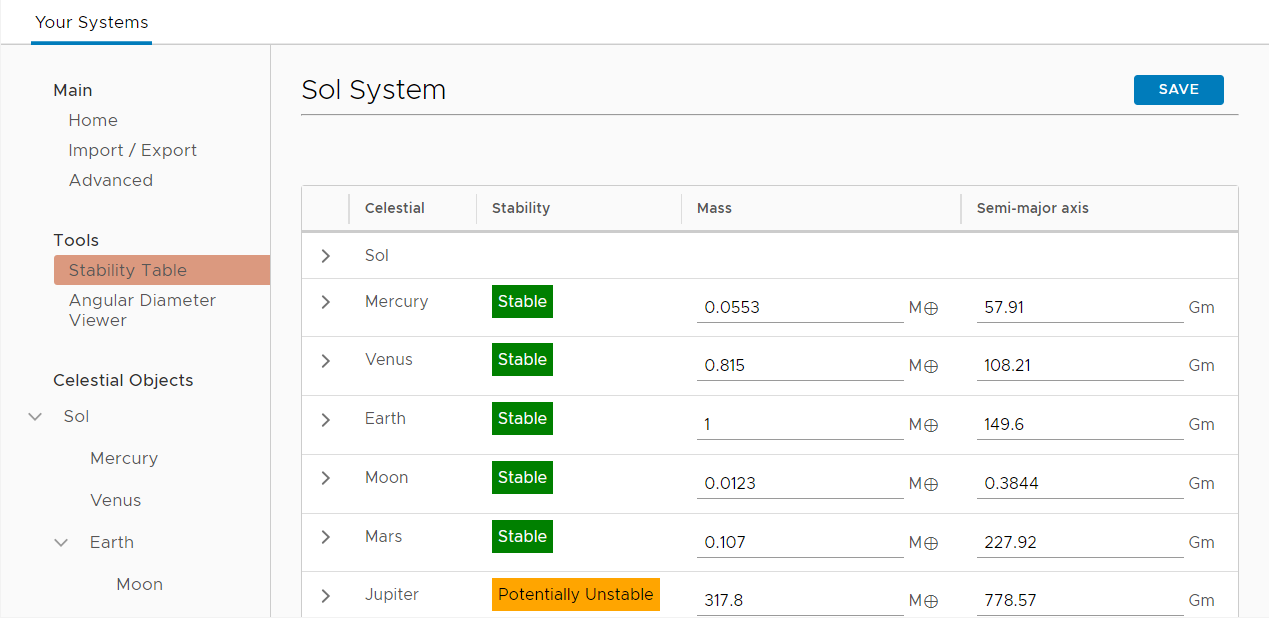 Your Systems
Main
Home
Import / Export
Advanced
Tools
Stability Table
Angular Diameter
Viewer
Celestial Objects
Sol
Mercury
Venus
Earth
Moon
Sol System
SAVE
Celestial Stability Mass Semi-major axis
Sol
Mercury Stable 0.0553 M⊕ 57.91 Gm
Venus Stable 0.815 M⊕ 108.21 Gm
Earth Stable 1 M⊕ 149.6 Gm
Moon Stable 0.0123 M⊕ 0.3844 Gm
Mars Stable 0.107 M⊕ 227.92 Gm
Jupiter Potentially Unstable 317.8 M⊕ 778.57 Gm